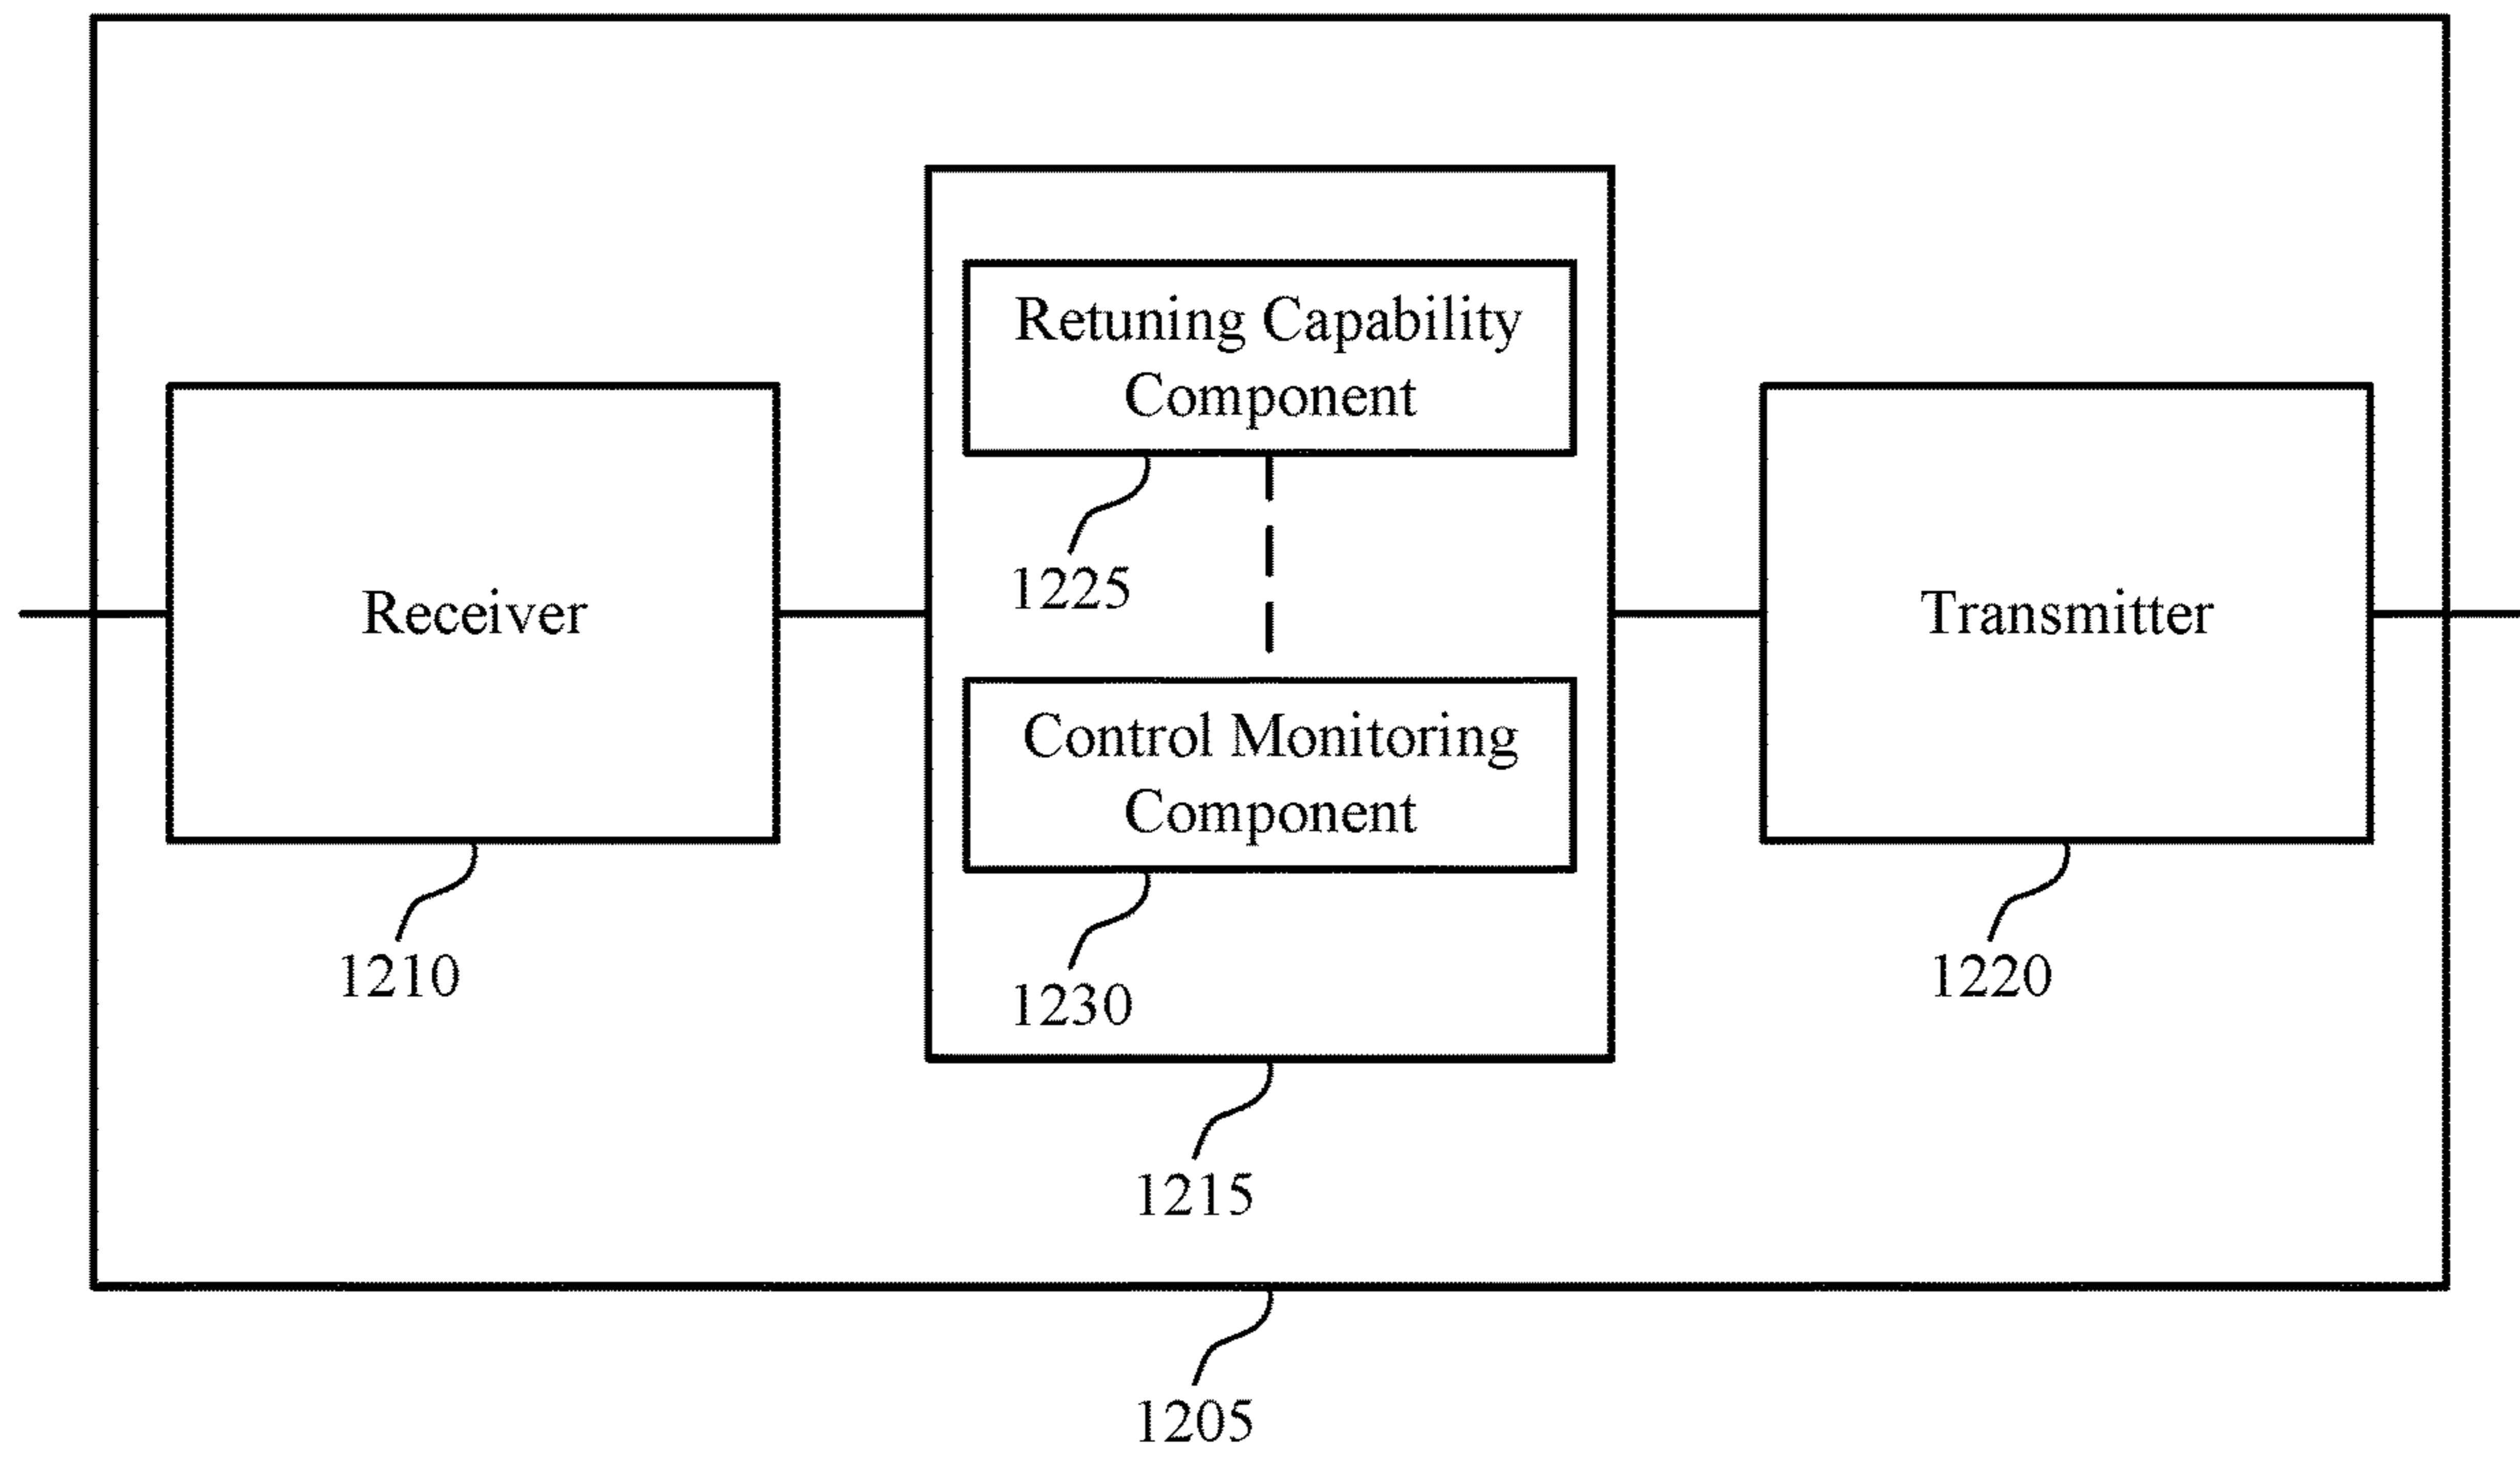 Retuning Capability
Component
1225
Receiver
Transmitter
Control Monitoring
Component
1210
1230
1220
1215
1205